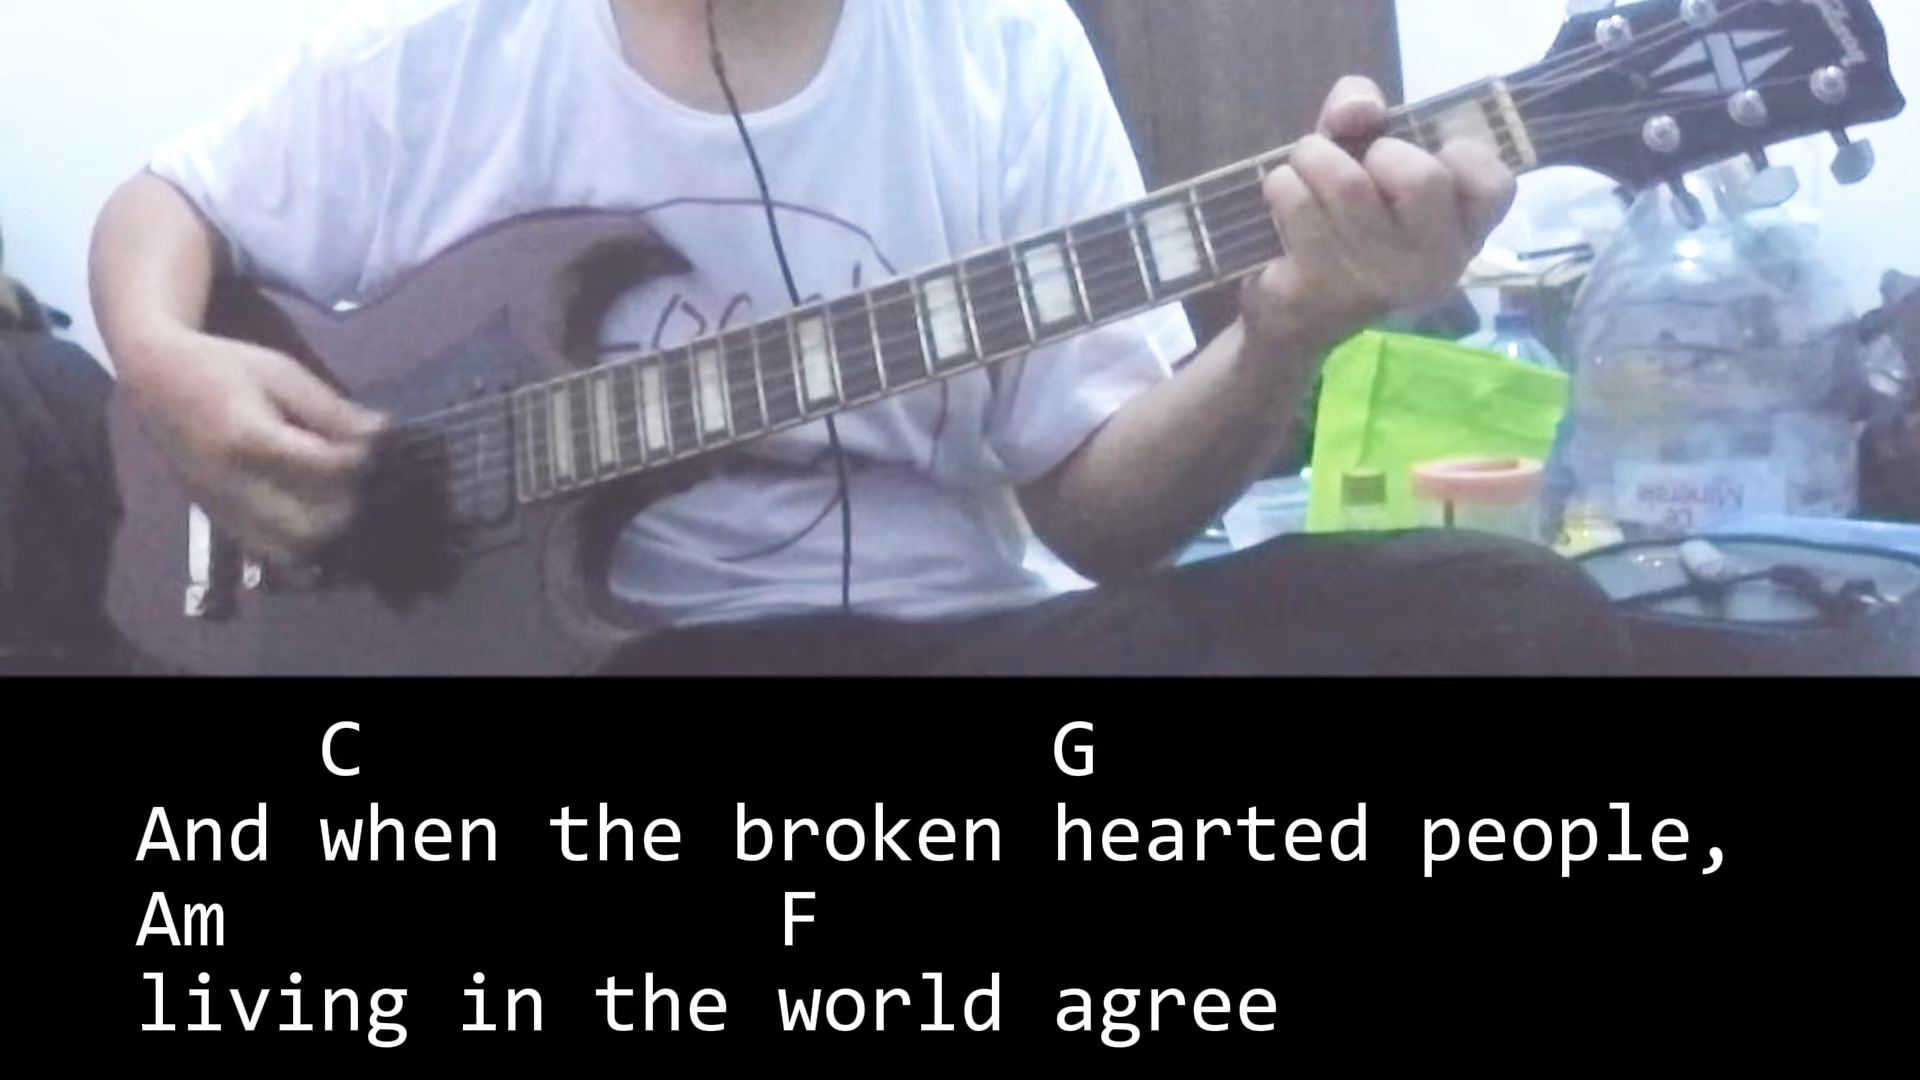 C G
And when the broken hearted people,
Am F
living in the world agree